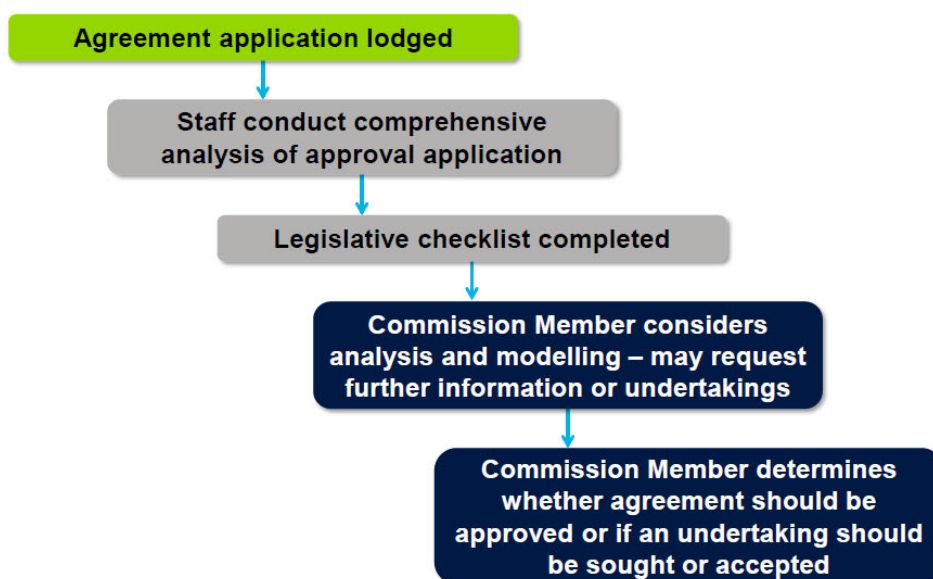 Agreement application lodged
Staff conduct comprehensive
analysis of approval application
Legislative checklist completed
Commission Member considers
analysis and modelling – may request
further information or undertakings
Commission Member determines
whether agreement should be
approved or if an undertaking should
be sought or accepted